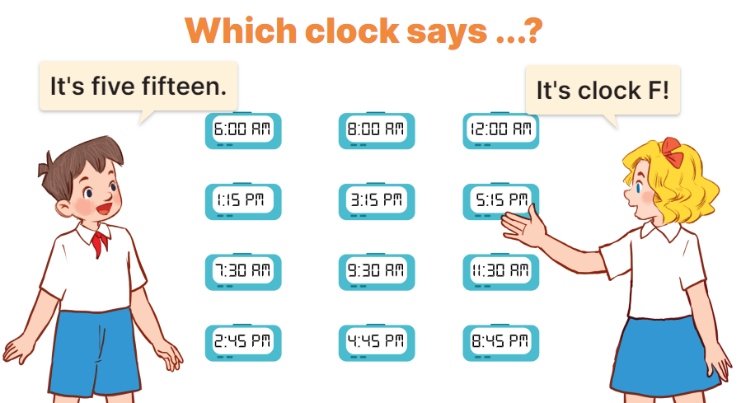 Which clock says ...?
It's five fifteen.
It's clock F!
6:00 AM 8:00 AM 12:00 AM
1:15 PM 3:15 PM 5:15 PM
7:30 AM 9:30 AM 11:30 AM
2:45 PM 4:45 PM 8:45 PM